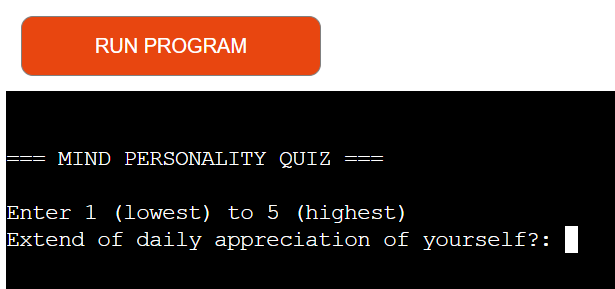 RUN PROGRAM
=== MIND PERSONALITY QUIZ ===
Enter 1 (lowest) to 5 (highest)
Extend of daily appreciation of yourself?: